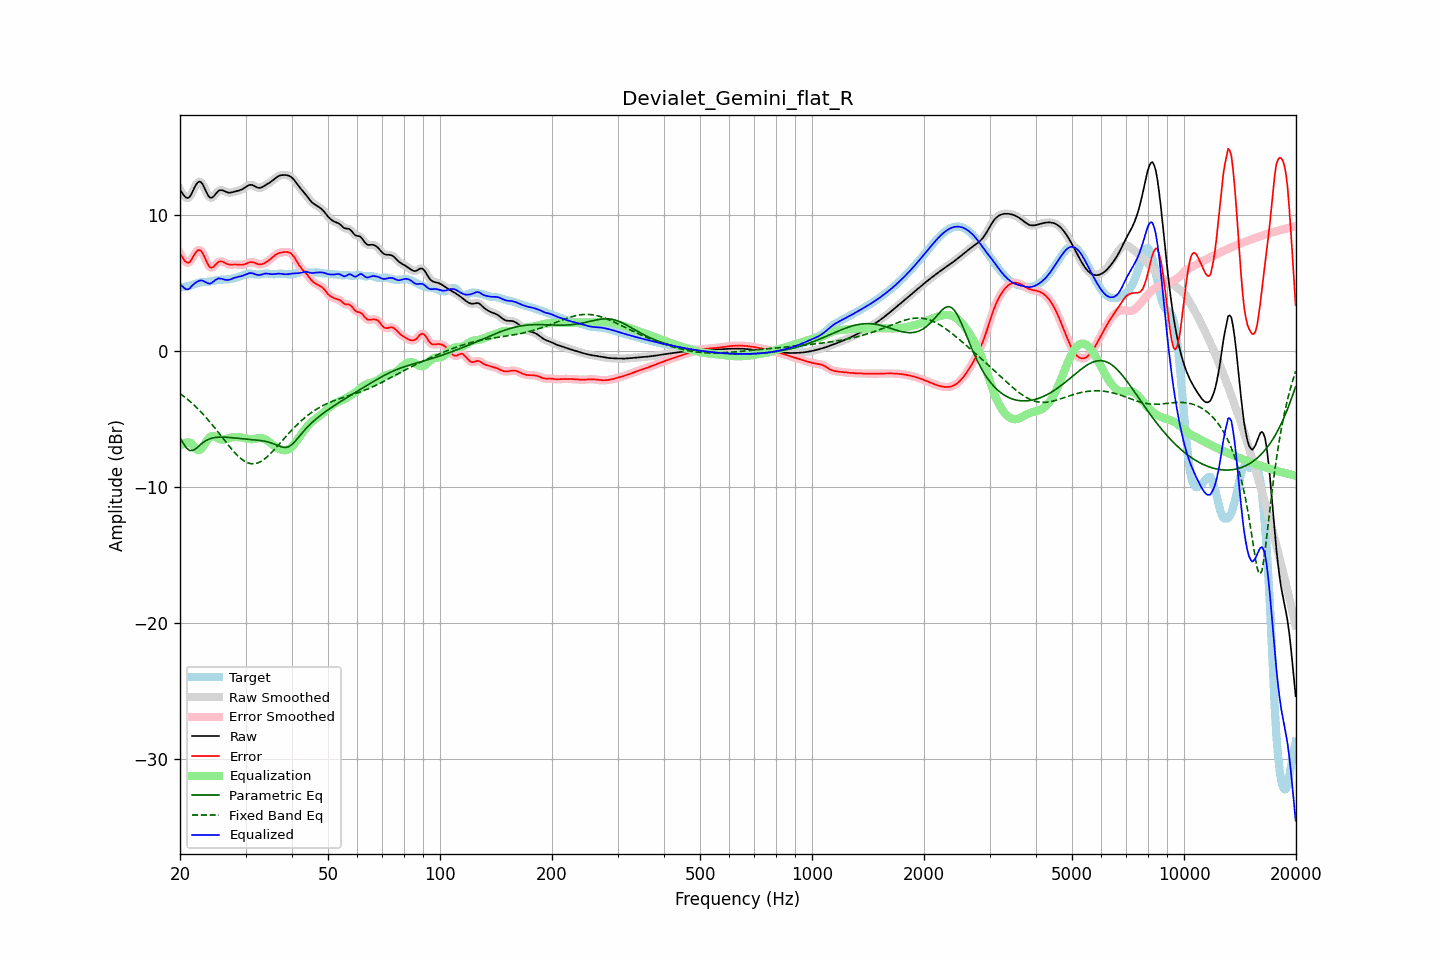 Devialet_Gemini_flat_R
Amplitude (dBr)
10
0
−10
−20
−30
Target
Raw Smoothed
Error Smoothed
Raw
Error
Equalization
Parametric Eq
Fixed Band Eq
Equalized
20 50 100 200 500 1000 2000 5000 10000 20000
Frequency (Hz)